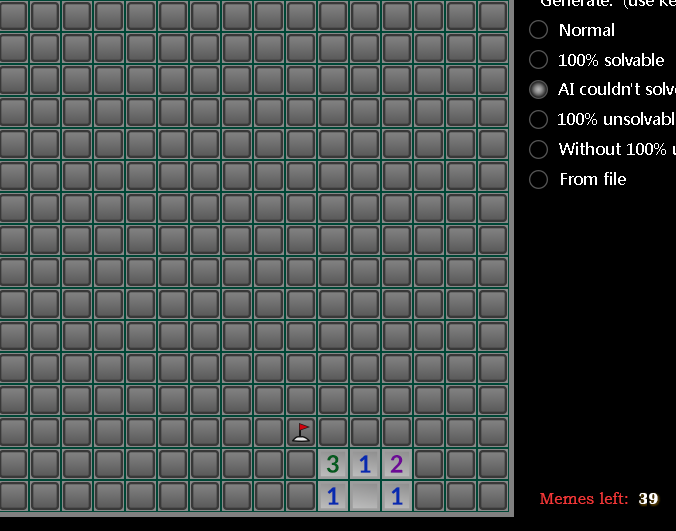 Generate: (use Ke
Normal
100% solvable
AI couldn't solve
100% unsolvabl
Without 100% u
From file
3 1 2
1 1
Memes left: 39